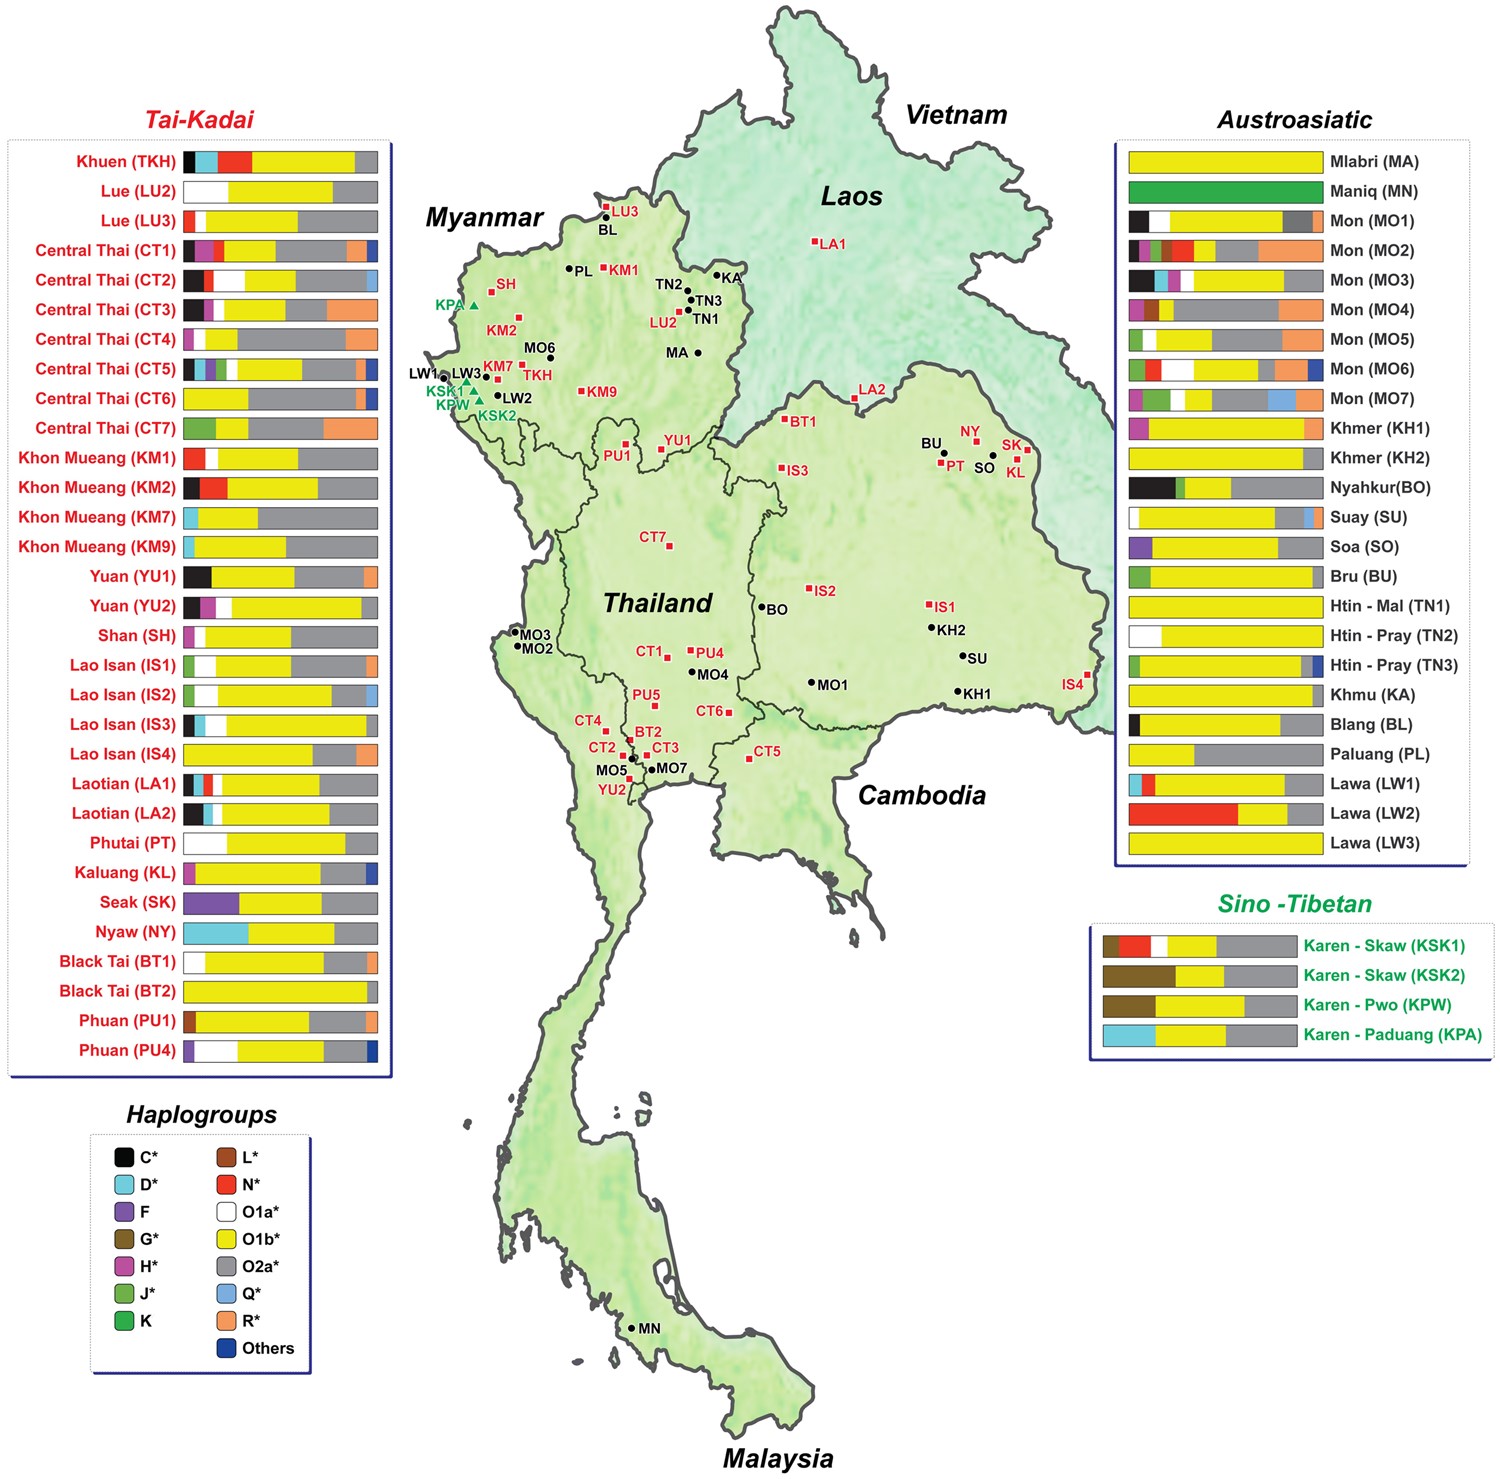 Tai-Kadai
Khuen (TKH)
Lue (LU2)
Lue (LU3)
Central Thai (CT1)
Central Thai (CT2)
Central Thai (CT3)
Central Thai (CT4)
Central Thai (CT5)
Central Thai (CT6)
Central Thai (CT7)
Khon Mueang (KM1)
Khon Mueang (KM2)
Khon Mueang (KM7)
Khon Mueang (KM9)
Yuan (YU1)
Yuan (YU2)
Shan (SH)
Lao Isan (IS1)
Lao Isan (IS2)
Lao Isan (IS3)
Lao Isan (IS4)
Laotian (LA1)
Laotian (LA2)
Phutai (PT)
Kaluang (KL)
Seak (SK)
Nyaw (NY)
Black Tai (BT1)
Black Tai (BT2)
Phuan (PU1)
Phuan (PU4)
Haplogroups
C*
D*
F
G*
H*
J*
K
L*
N*
O1a*
O1b*
O2a*
Q*
R*
Others
Vietnam
Laos
Myanmar
Thailand
Cambodia
Malaysia
LU3
BL
LA1
PL
KM1
KA
TN2
SH
TN3
KPA
LU2
TN1
KM2
MO6
MA
LW1
LW3
KM7
TKH
KSK1
KM9
LW2
KPW
KSK2
LA2
BT1
PU1
YU1
NY
BU
SK
PT
SO
KL
IS3
CT7
IS2
BO
IS1
KH2
MO3
MO2
CT1
PU4
SU
MO4
MO1
KH1
IS4
PU5
CT6
CT4
BT2
CT2
CT3
CT5
MO5
MO7
YU2
MN
Austroasiatic
Mlabri (MA)
Maniq (MN)
Mon (MO1)
Mon (MO2)
Mon (MO3)
Mon (MO4)
Mon (MO5)
Mon (MO6)
Mon (MO7)
Khmer (KH1)
Khmer (KH2)
Nyahkur(BO)
Suay (SU)
Soa (SO)
Bru (BU)
Htin - Mal (TN1)
Htin - Pray (TN2)
Htin - Pray (TN3)
Khmu (KA)
Blang (BL)
Paluang (PL)
Lawa (LW1)
Lawa (LW2)
Lawa (LW3)
Sino -Tibetan
Karen - Skaw (KSK1)
Karen - Skaw (KSK2)
Karen - Pwo (KPW)
Karen - Paduang (KPA)